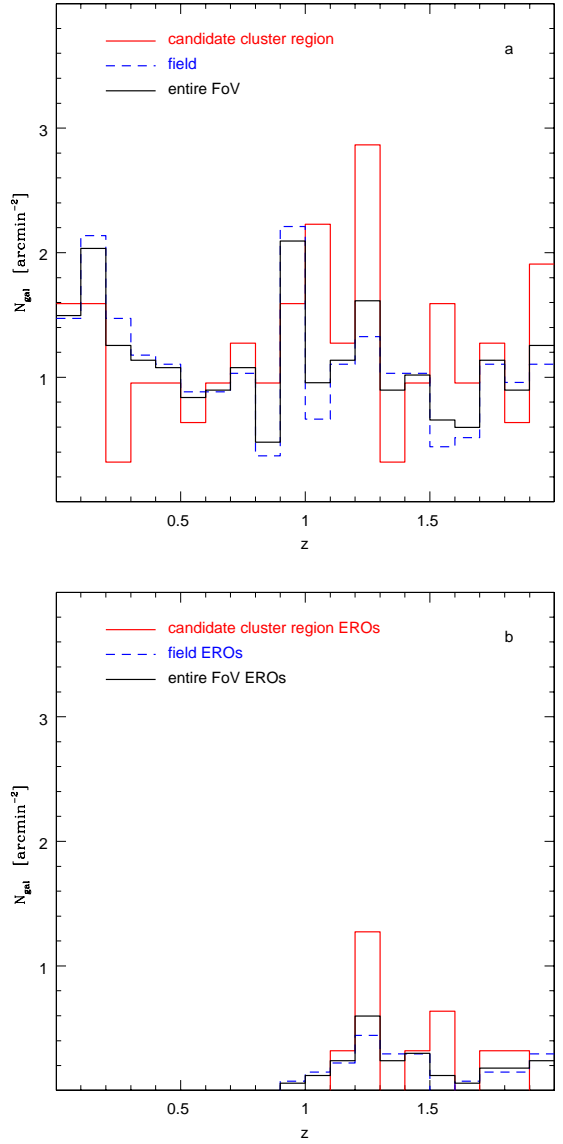 candidate cluster region
a
field
entire FoV
3
2
1
N_gal [arcmin^-2]
0.5
1
1.5
z
candidate cluster region EROs
b
field EROs
entire FoV EROs
3
2
1
N_gal [arcmin^-2]
0.5
1
1.5
z